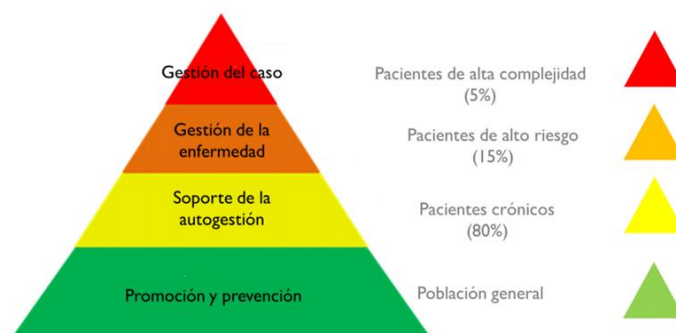 Gestión del caso
Pacientes de alta complejidad
(5%)
Gestión de la
enfermedad
Pacientes de alto riesgo
(15%)
Soporte de la
autogestión
Pacientes crónicos
(80%)
Promoción y prevención
Población general